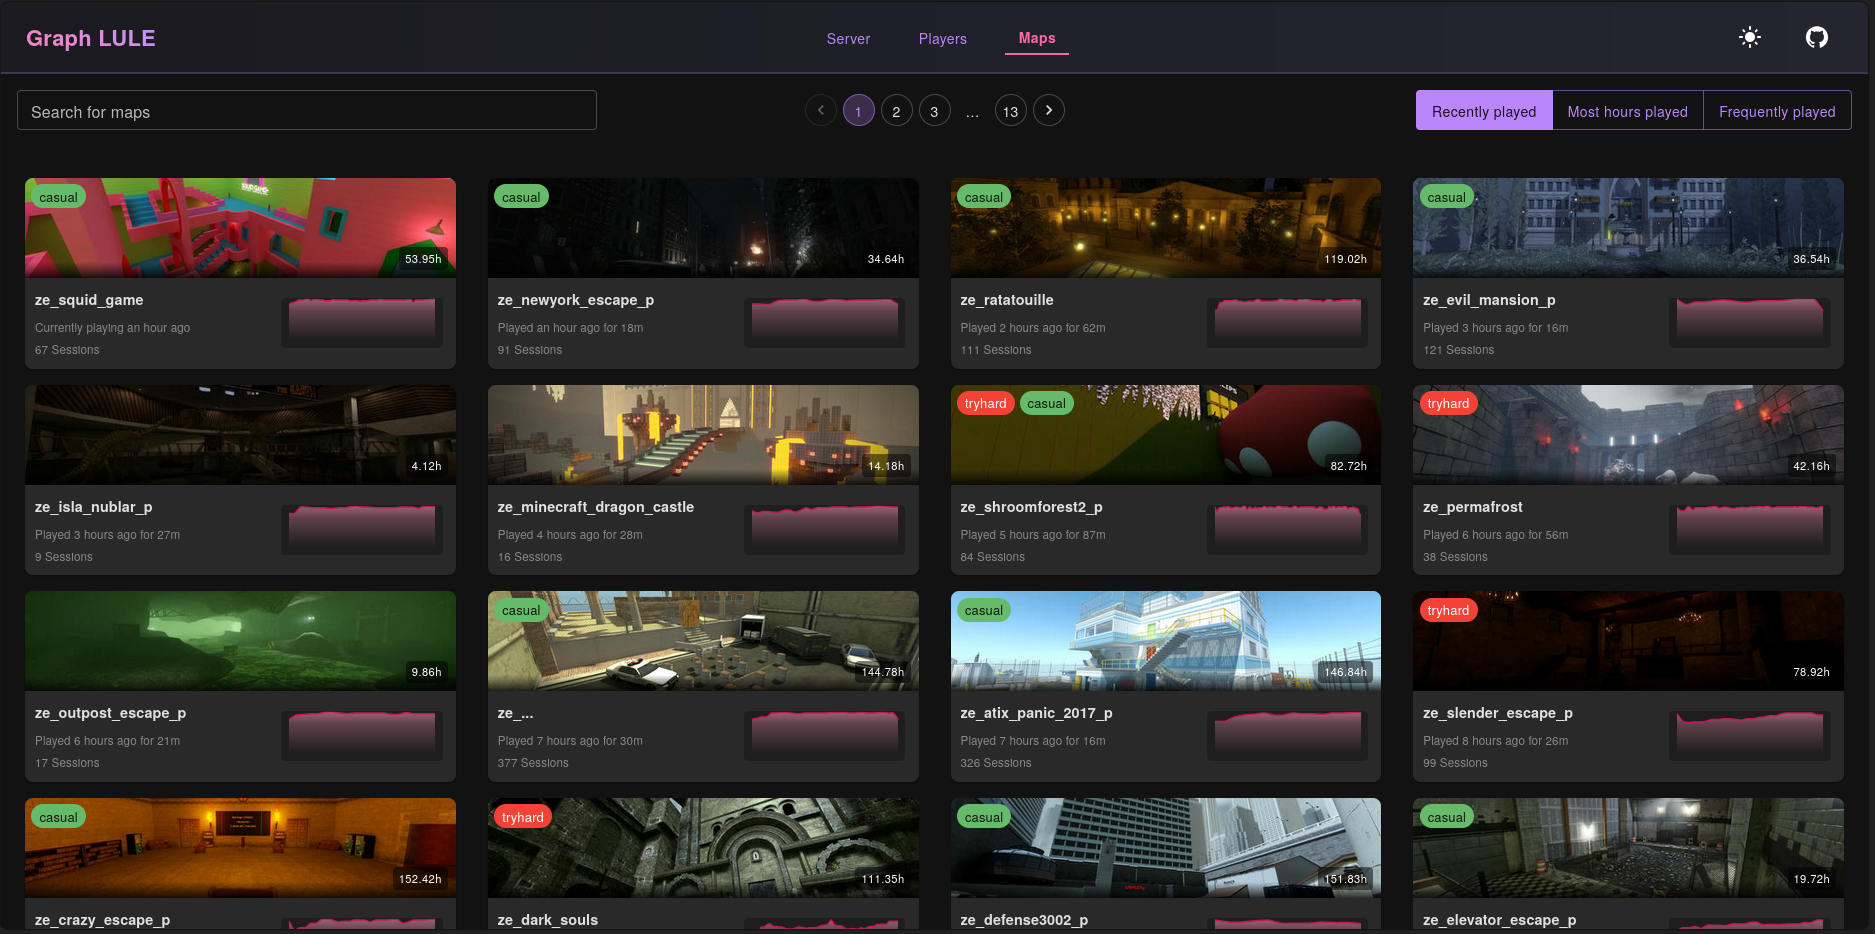 Graph LULE
Server
Players
Maps
Search for maps
1
2
3
...
13
Recently played
Most hours played
Frequently played
casual
53.95h
ze_squid_game
Currently playing an hour ago
67 Sessions
casual
34.64h
ze_newyork_escape_p
Played an hour ago for 18m
91 Sessions
casual
119.02h
ze_ratatouille
Played 2 hours ago for 62m
111 Sessions
casual
36.54h
ze_evil_mansion_p
Played 3 hours ago for 16m
121 Sessions
4.12h
ze_isla_nublar_p
Played 3 hours ago for 27m
9 Sessions
14.18h
ze_minecraft_dragon_castle
Played 4 hours ago for 28m
16 Sessions
tryhard
casual
82.72h
ze_shroomforest2_p
Played 5 hours ago for 87m
84 Sessions
tryhard
42.16h
ze_permafrost
Played 6 hours ago for 56m
38 Sessions
9.86h
ze_outpost_escape_p
Played 6 hours ago for 21m
17 Sessions
casual
144.78h
ze_...
Played 7 hours ago for 30m
377 Sessions
casual
146.84h
ze_atix_panic_2017_p
Played 7 hours ago for 16m
326 Sessions
tryhard
78.92h
ze_slender_escape_p
Played 8 hours ago for 26m
99 Sessions
casual
152.42h
ze_crazy_escape_p
tryhard
111.35h
ze_dark_souls
casual
151.83h
ze_defense3002_p
casual
19.72h
ze_elevator_escape_p